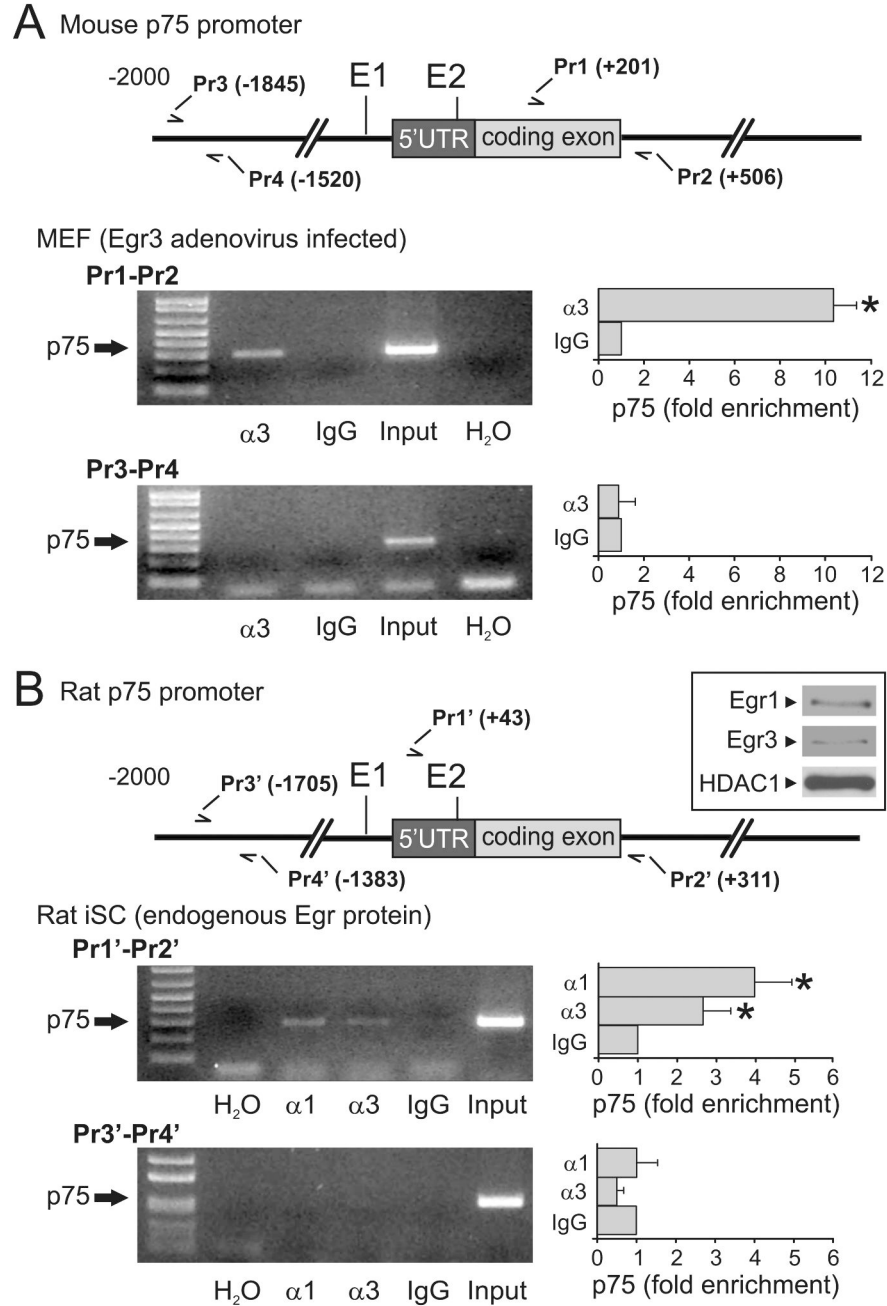 A Mouse p75 promoter
-2000
Pr3 (-1845)
E1
E2
Pr1 (+201)
5'UTR
coding exon
Pr4 (-1520)
Pr2 (+506)
MEF (Egr3 adenovirus infected)
Pr1-Pr2
p75
α3 IgG Input H₂O
α3
IgG
0 2 4 6 8 10 12
p75 (fold enrichment)
*
Pr3-Pr4
p75
α3 IgG Input H₂O
α3
IgG
0 2 4 6 8 10 12
p75 (fold enrichment)
B Rat p75 promoter
Egr1
Egr3
HDAC1
-2000
Pr3' (-1705)
E1
Pr1' (+43)
E2
5'UTR
coding exon
Pr4' (-1383)
Pr2' (+311)
Rat iSC (endogenous Egr protein)
Pr1'-Pr2'
p75
H₂O α1 α3 IgG Input
α1
*
α3
*
IgG
0 1 2 3 4 5 6
p75 (fold enrichment)
Pr3'-Pr4'
p75
H₂O α1 α3 IgG Input
α1
α3
IgG
0 1 2 3 4 5 6
p75 (fold enrichment)